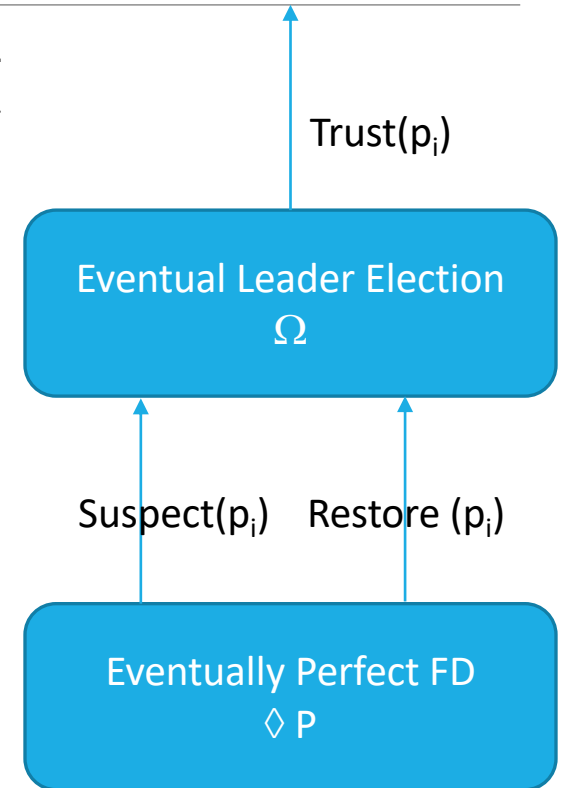 Trust(pᵢ)
Eventual Leader Election
Ω
Suspect(pᵢ) Restore (pᵢ)
Eventually Perfect FD
◊ P